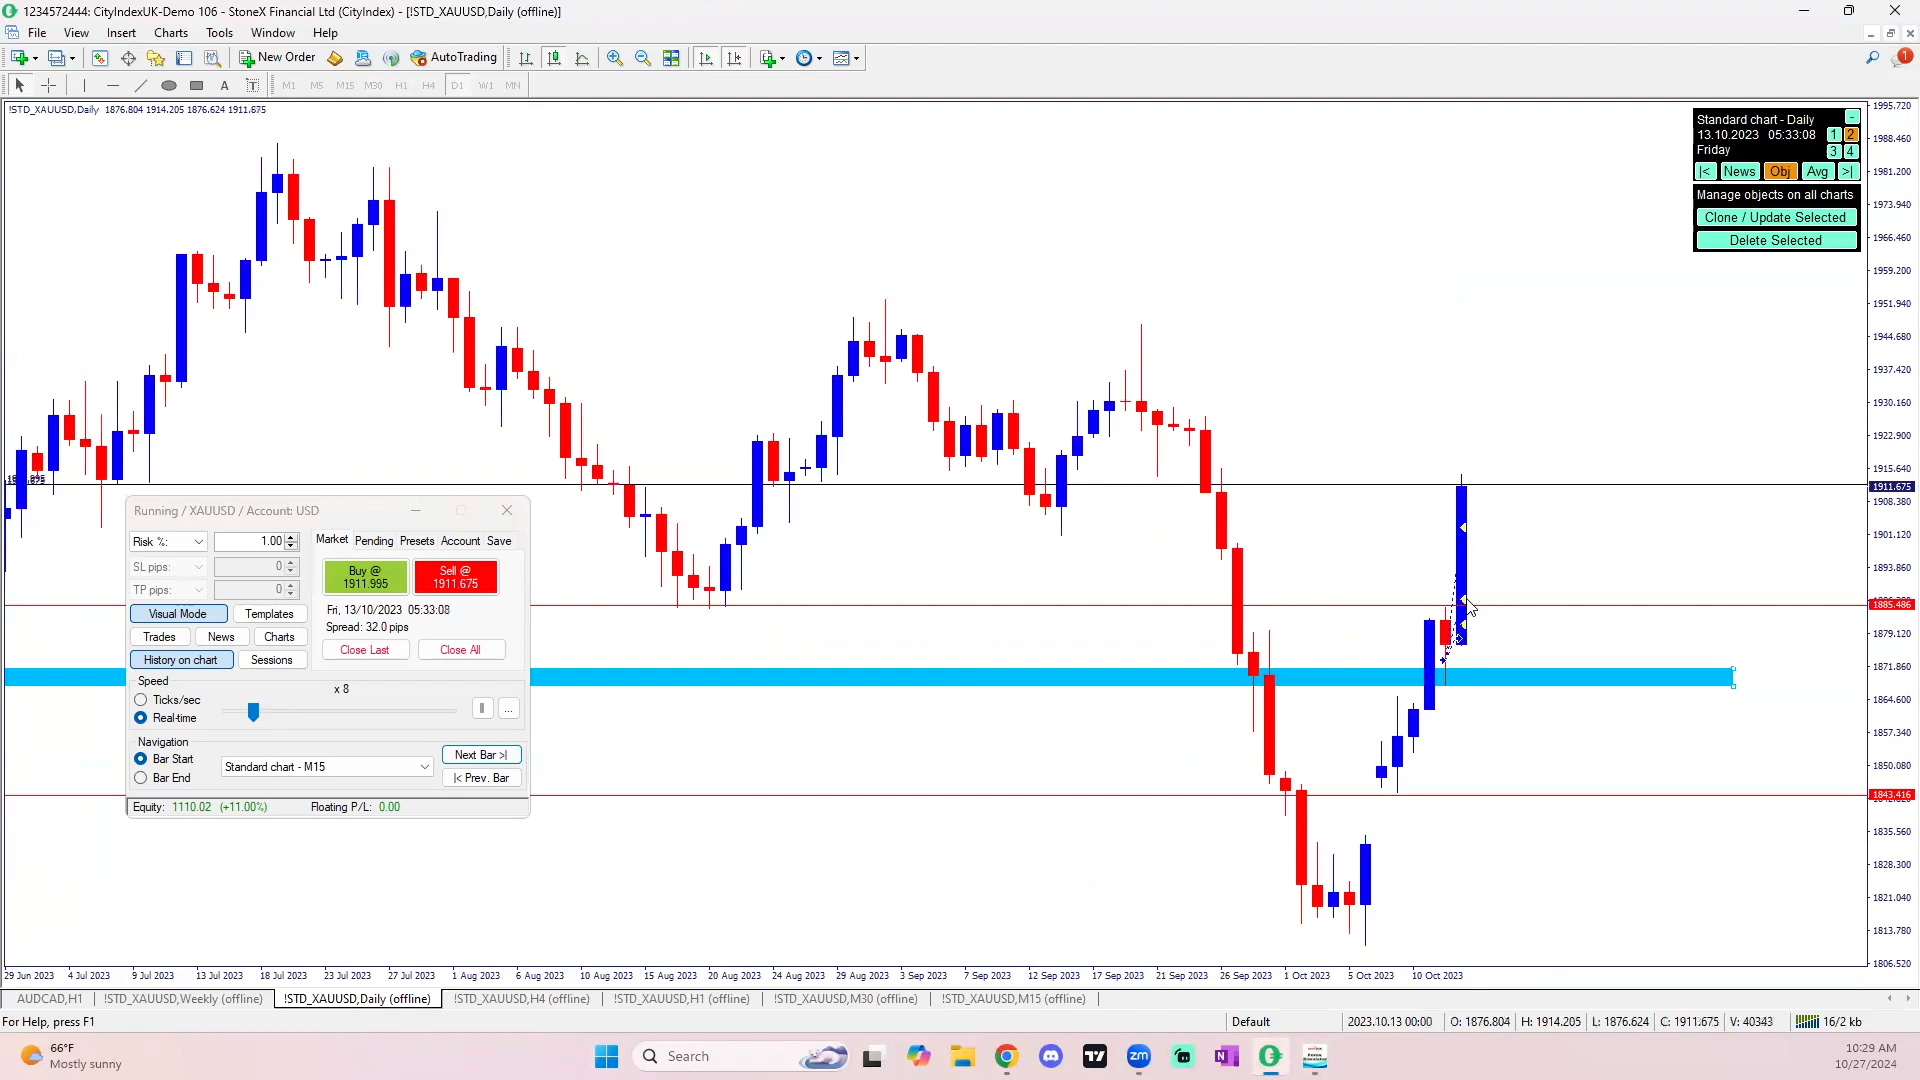 1234572444: CityIndexUK-Demo 106 - StoneX Financial Ltd (CityIndex) - [!STD_XAUUSD,Daily (offline)]
File View Insert Charts Tools Window Help
New Order AutoTrading
A T M1 M5 M15 M30 H1 H4 D1 W1 MN
!STD_XAUUSD,Daily 1876.804 1914.205 1876.624 1911.675
Standard chart - Daily -
13.10.2023 05:33:08 1 2
Friday 3 4
|< News Obj Avg >|
Manage objects on all charts
Clone / Update Selected
Delete Selected
1995.720
1988.460
1981.200
1973.940
1966.460
1959.200
1951.940
1944.680
1937.420
1930.160
1922.900
1915.640
1911.675
1908.380
1901.120
1893.860
1885.486
1879.120
1871.860
1864.600
1857.340
1850.080
1843.416
1835.560
1828.300
1821.040
1813.780
1806.520
Running / XAUUSD / Account: USD
Risk %: 1.00
SL pips: 0
TP pips: 0
Visual Mode Templates
Trades News Charts
History on chart Sessions
Market Pending Presets Account Save
Buy @ 1911.995
Sell @ 1911.675
Fri, 13/10/2023 05:33:08
Spread: 32.0 pips
Close Last Close All
Speed
x 8
Ticks/sec
Real-time
...
Navigation
Bar Start
Bar End
Standard chart - M15
Next Bar >|
|< Prev. Bar
Equity: 1110.02 (+11.00%) Floating P/L: 0.00
29 Jun 2023 4 Jul 2023 9 Jul 2023 13 Jul 2023 18 Jul 2023 23 Jul 2023 27 Jul 2023 1 Aug 2023 6 Aug 2023 10 Aug 2023 15 Aug 2023 20 Aug 2023 24 Aug 2023 29 Aug 2023 3 Sep 2023 7 Sep 2023 12 Sep 2023 17 Sep 2023 21 Sep 2023 26 Sep 2023 1 Oct 2023 5 Oct 2023 10 Oct 2023
AUDCAD,H1 !STD_XAUUSD,Weekly (offline) !STD_XAUUSD,Daily (offline) !STD_XAUUSD,H4 (offline) !STD_XAUUSD,H1 (offline) !STD_XAUUSD,M30 (offline) !STD_XAUUSD,M15 (offline)
For Help, press F1 Default 2023.10.13 00:00 O: 1876.804 H: 1914.205 L: 1876.624 C: 1911.675 V: 40343 16/2 kb
66°F
Mostly sunny
Search
zm
10:29 AM
10/27/2024